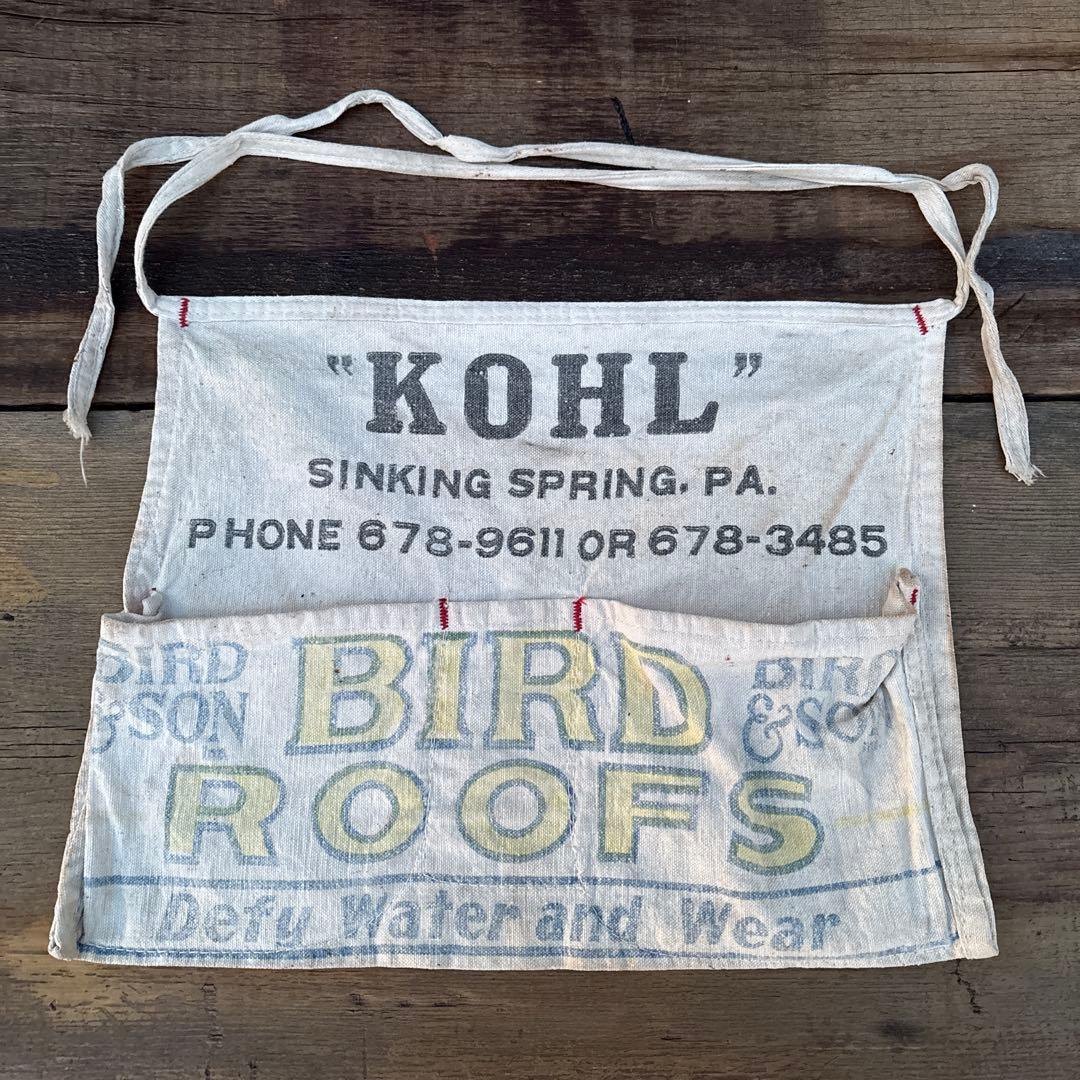 "KOHL"
SINKING SPRING, PA.
PHONE 678-9611 OR 678-3485
BIRD
& SON
BIRD
ROOFS
BIRD
& SON
Defy Water and Wear